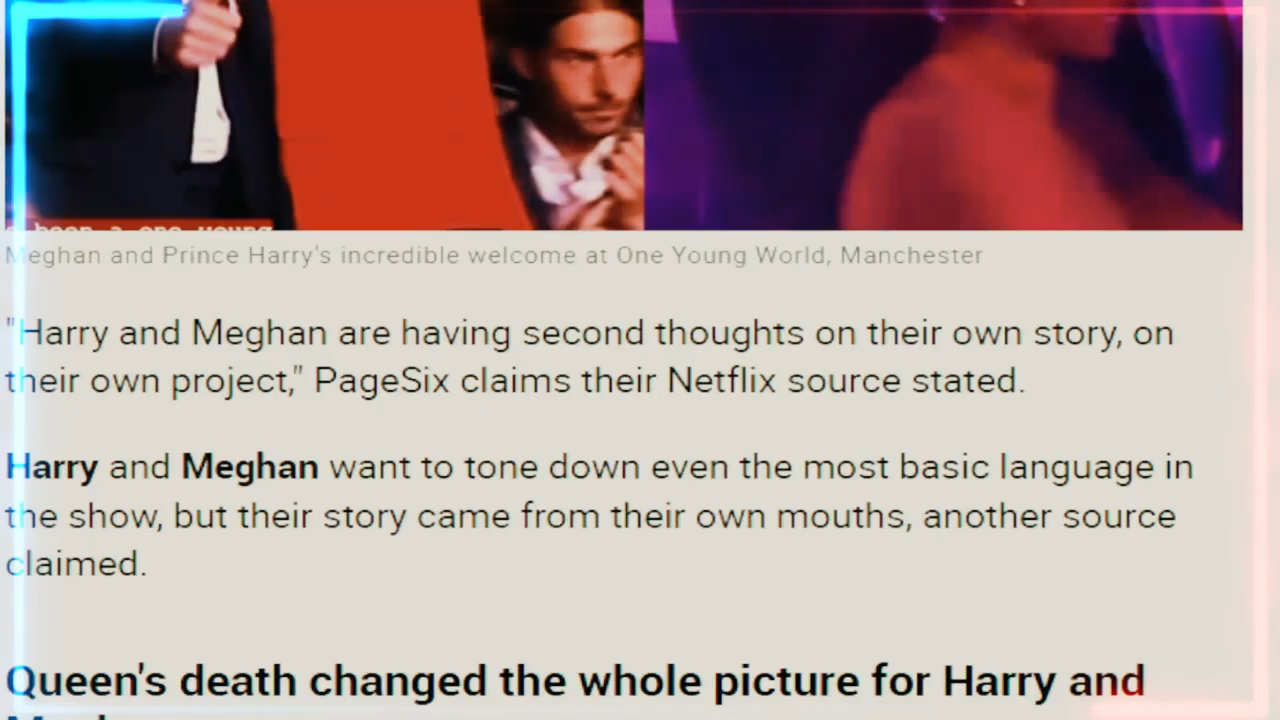 Meghan and Prince Harry's incredible welcome at One Young World, Manchester
"Harry and Meghan are having second thoughts on their own story, on
their own project," PageSix claims their Netflix source stated.
Harry and Meghan want to tone down even the most basic language in
the show, but their story came from their own mouths, another source
claimed.
Queen's death changed the whole picture for Harry and